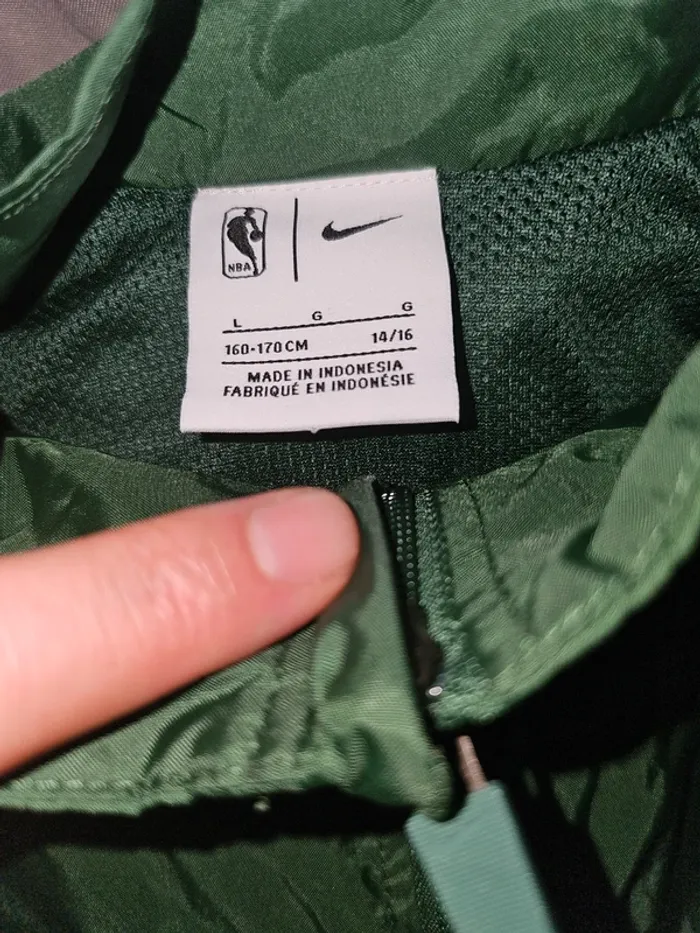 NBA
L G G
160-170CM 14/16
MADE IN INDONESIA
FABRIQUÉ EN INDONÉSIE